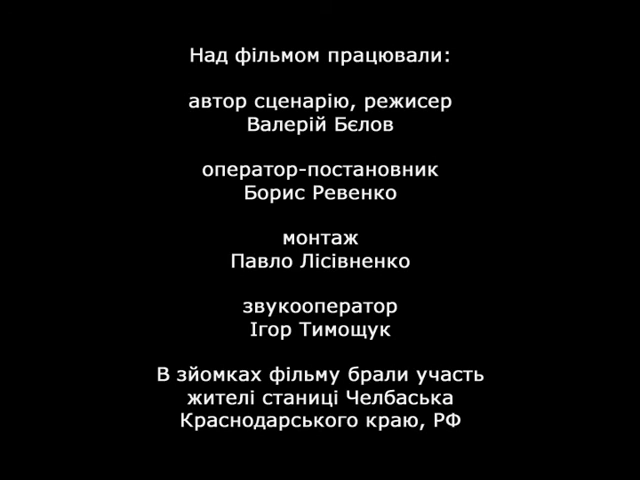 Над фільмом працювали:
автор сценарію, режисер
Валерій Бєлов
оператор-постановник
Борис Ревенко
монтаж
Павло Лісівненко
звукооператор
Ігор Тимощук
В зйомках фільму брали участь
жителі станиці Челбаська
Краснодарського краю, РФ